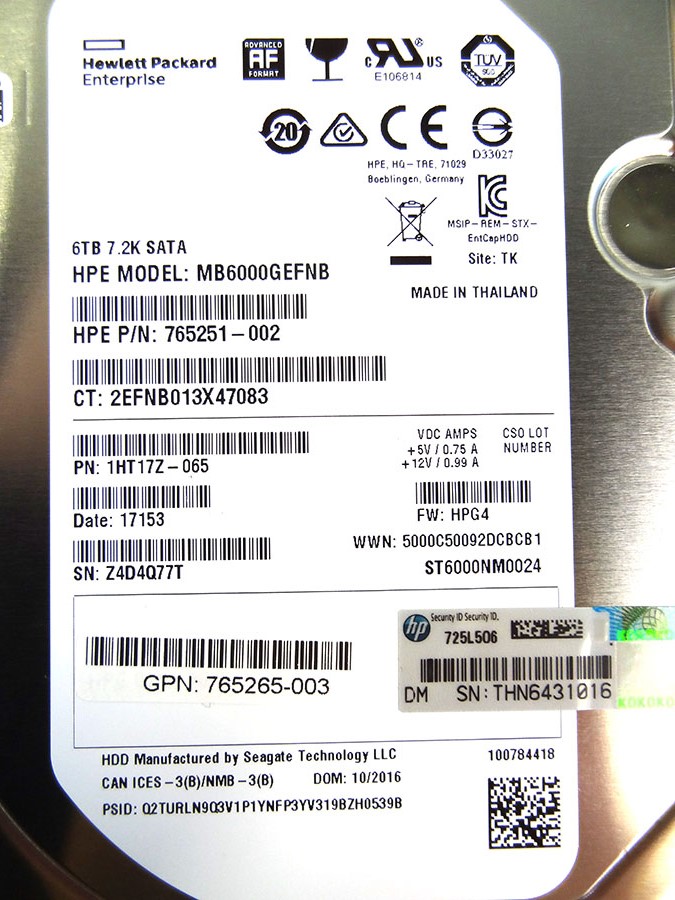 Hewlett Packard
Enterprise
ADVANCED
AF
FORMAT
c RU US
E106814
TÜV
20
CE
D33027
HPE, HQ-TRE, 71029
Boeblingen, Germany
MSIP-REM-STX-
EntCapHDD
Site: TK
6TB 7.2K SATA
HPE MODEL: MB6000GEFNB
MADE IN THAILAND
HPE P/N: 765251-002
CT: 2EFNB013X47083
VDC AMPS
+5V / 0.75 A
+12V / 0.99 A
CSO LOT
NUMBER
PN: 1HT17Z-065
Date: 17153
FW: HPG4
WWN: 5000C50092DCBCB1
SN: Z4D4Q77T
ST6000NM0024
hp
Security ID Security ID.
725L506
GPN: 765265-003
DM SN:THN6431016
KOKOKO
HDD Manufactured by Seagate Technology LLC
100784418
CAN ICES-3(B)/NMB-3(B)
DOM: 10/2016
PSID: Q2TURLN9Q3V1P1YNFP3YV319BZH0539B